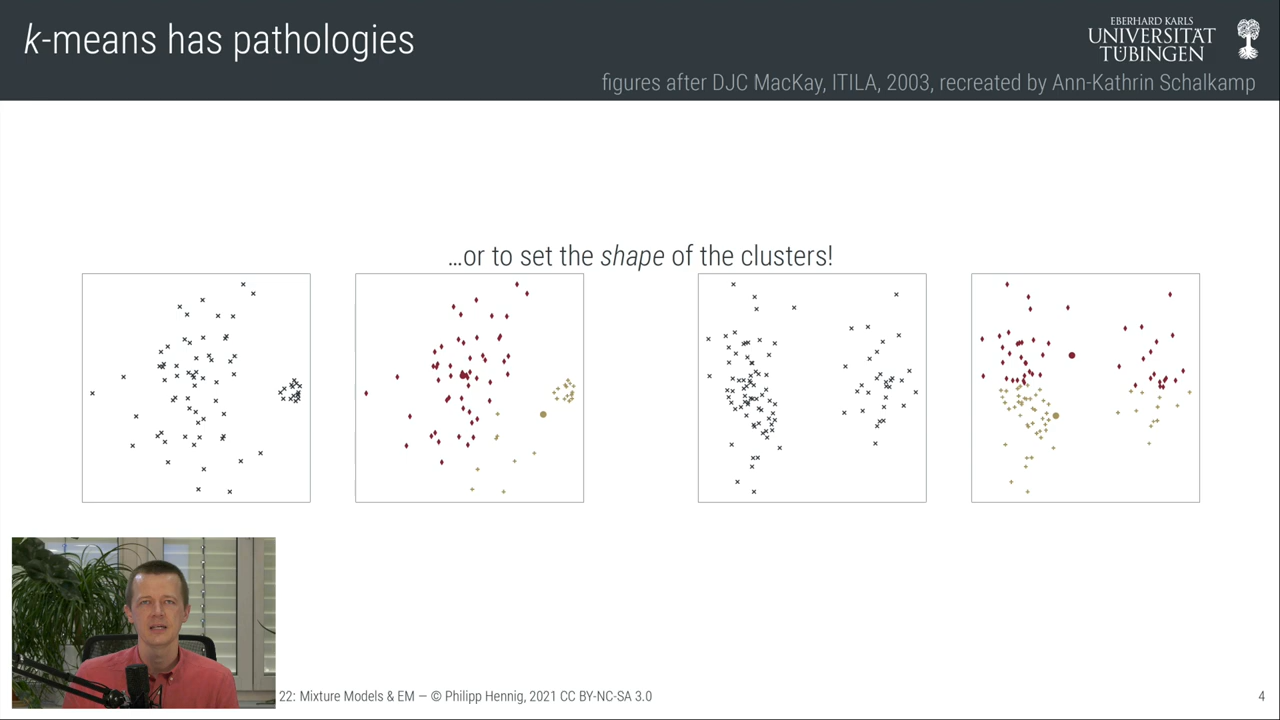 k-means has pathologies
EBERHARD KARLS
UNIVERSITÄT
TÜBINGEN
figures after DJC MacKay, ITILA, 2003, recreated by Ann-Kathrin Schalkamp
…or to set the shape of the clusters!
22: Mixture Models & EM — © Philipp Hennig, 2021 CC BY-NC-SA 3.0
4